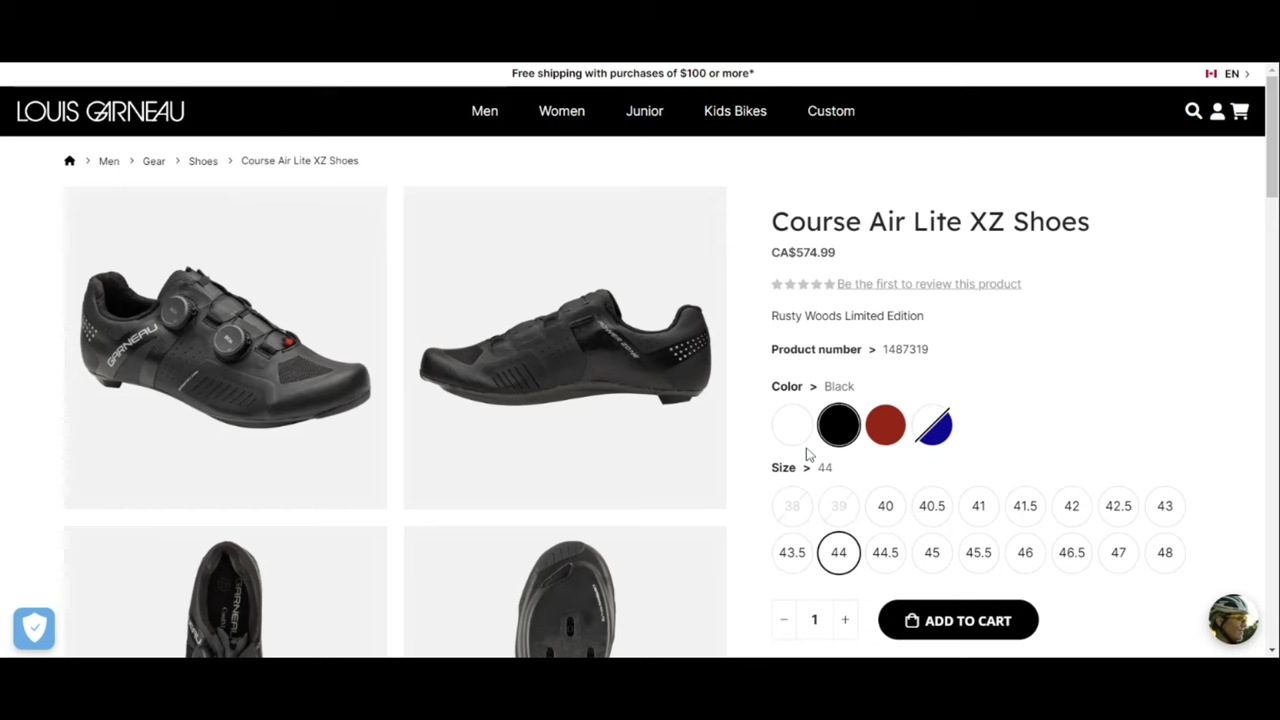 Free shipping with purchases of $100 or more*
EN >
LOUIS GARNEAU
Men Women Junior Kids Bikes Custom
> Men > Gear > Shoes > Course Air Lite XZ Shoes
Course Air Lite XZ Shoes
CA$574.99
Be the first to review this product
Rusty Woods Limited Edition
Product number > 1487319
Color > Black
Size > 44
38 39 40 40.5 41 41.5 42 42.5 43
43.5 44 44.5 45 45.5 46 46.5 47 48
- 1 + ADD TO CART
GARNEAU
POWER ZONE
GARNEAU